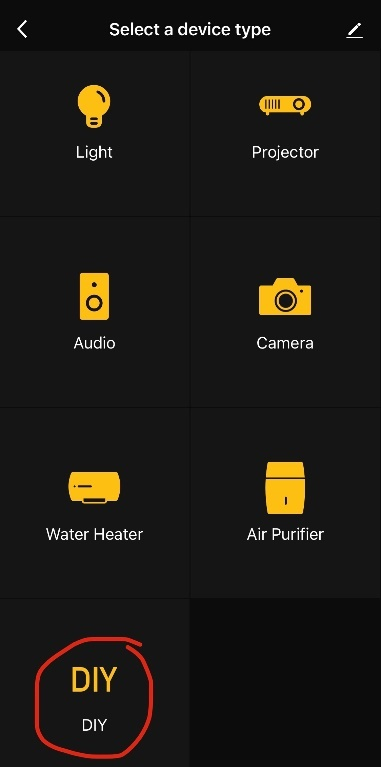 Select a device type
Light
Projector
Audio
Camera
Water Heater
Air Purifier
DIY
DIY